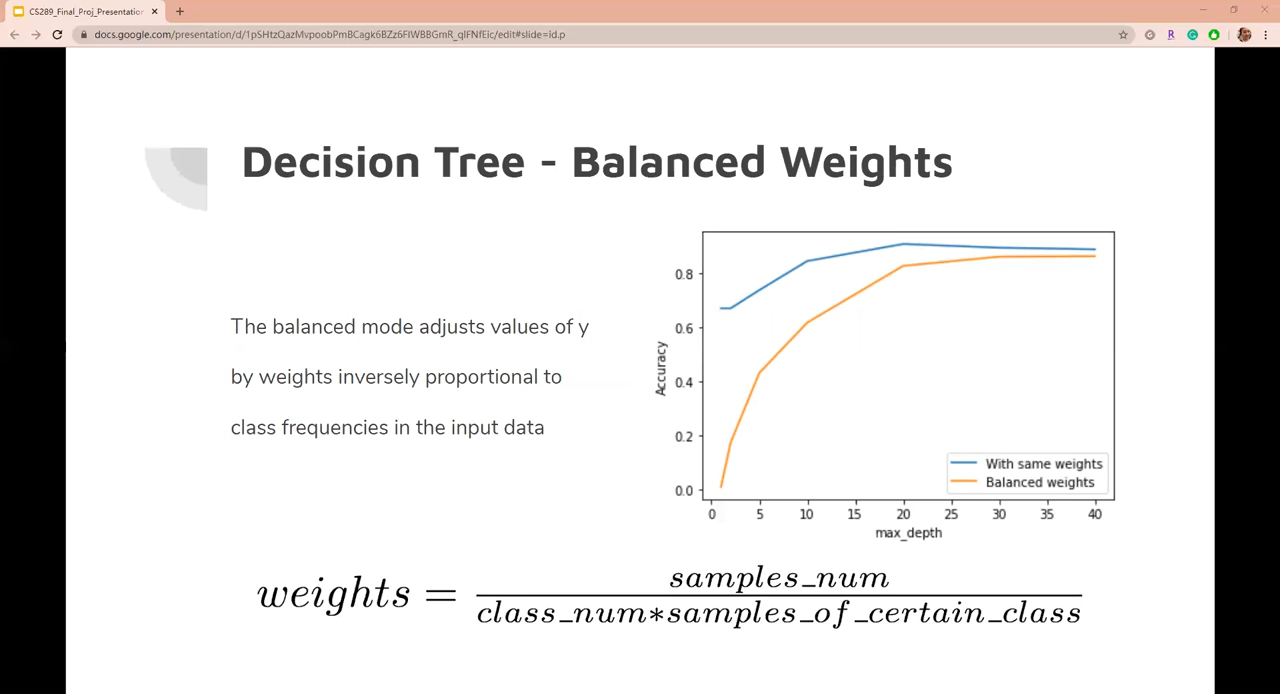 CS289_Final_Proj_Presentation
docs.google.com/presentation/d/1pSHtzQazMvpoobPmBCagk6BZz6FIWBBGmR_qIFNfEic/edit#slide=id.p
R
Decision Tree - Balanced Weights
The balanced mode adjusts values of y
by weights inversely proportional to
class frequencies in the input data
Accuracy
0.8
0.6
0.4
0.2
0.0
With same weights
Balanced weights
0 5 10 15 20 25 30 35 40
max_depth
weights = samples_num
class_num*samples_of_certain_class